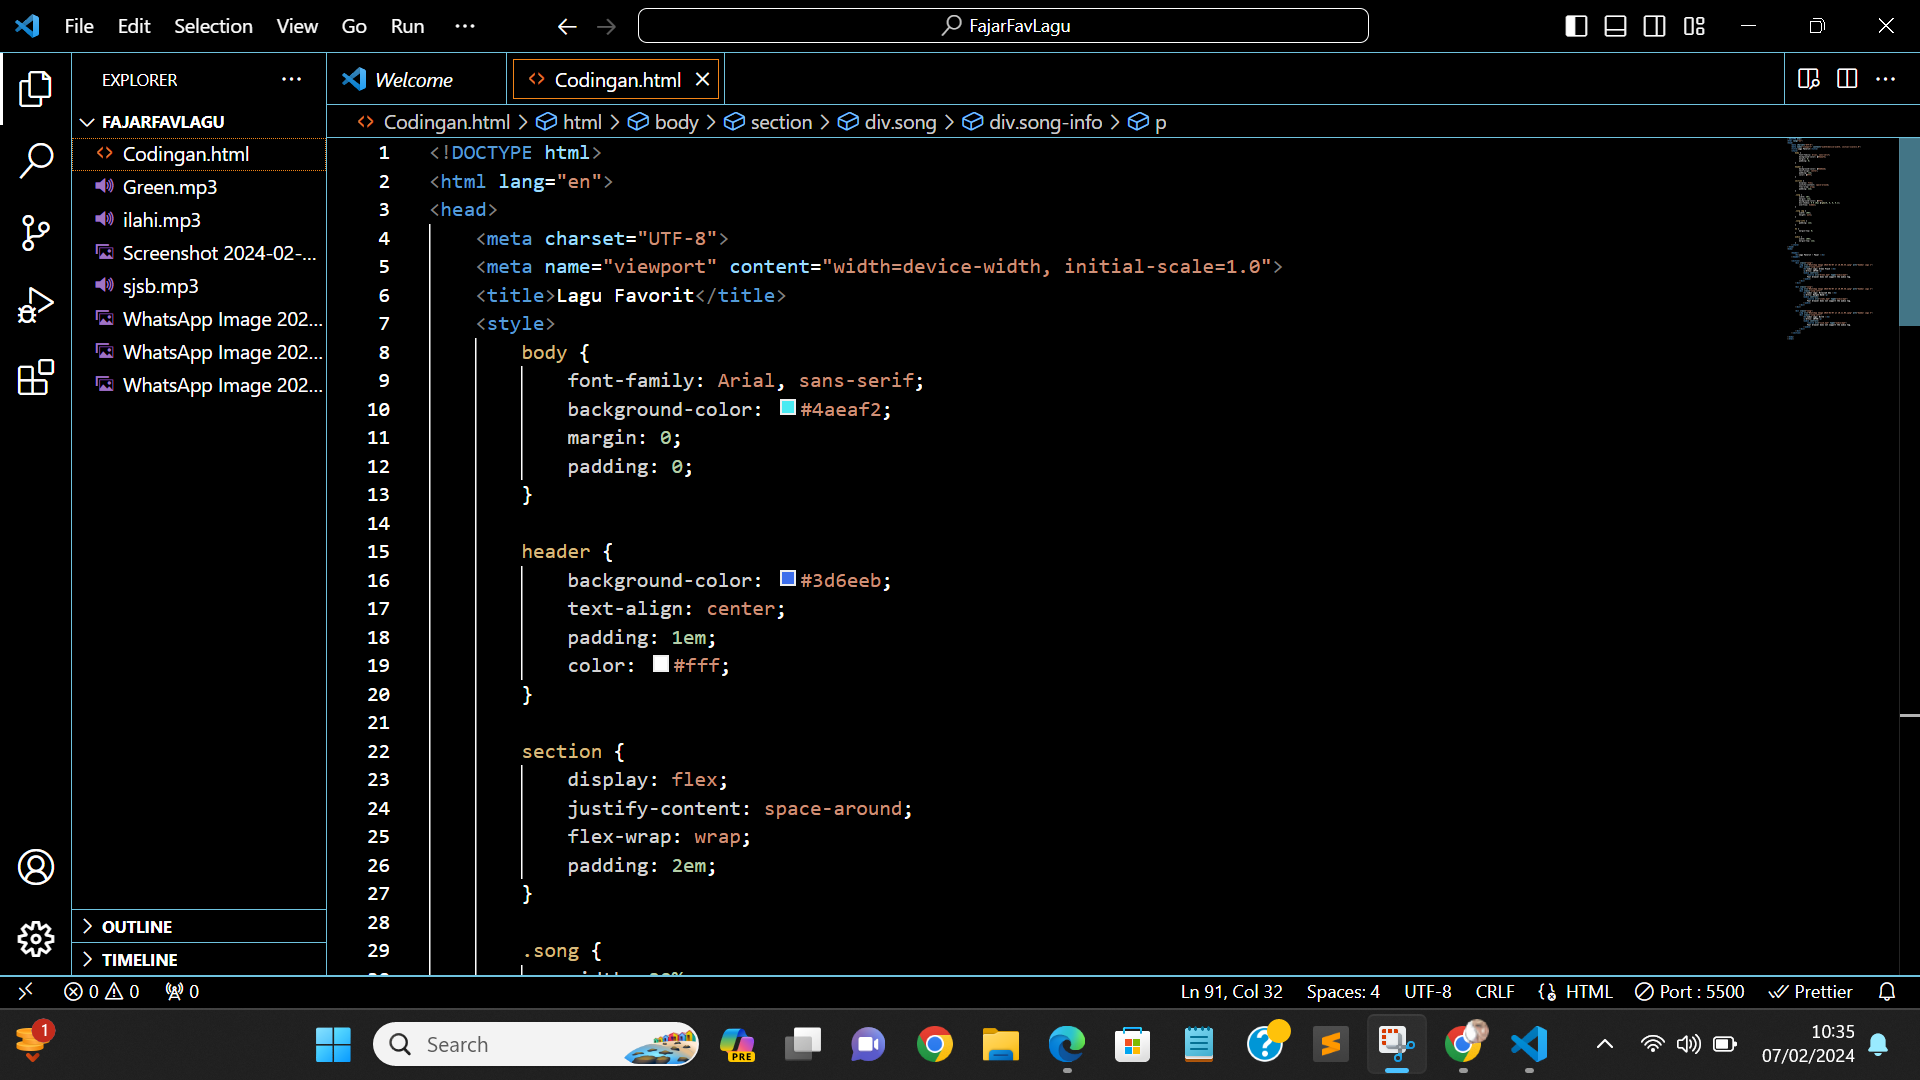 File Edit Selection View Go Run ···
FajarFavLagu
EXPLORER ···
FAJARFAVLAGU
Codingan.html
Green.mp3
ilahi.mp3
Screenshot 2024-02-...
sjsb.mp3
WhatsApp Image 202...
WhatsApp Image 202...
WhatsApp Image 202...
OUTLINE
TIMELINE
Welcome
Codingan.html
Codingan.html > html > body > section > div.song > div.song-info > p
1 <!DOCTYPE html>
2 <html lang="en">
3 <head>
4 <meta charset="UTF-8">
5 <meta name="viewport" content="width=device-width, initial-scale=1.0">
6 <title>Lagu Favorit</title>
7 <style>
8 body {
9 font-family: Arial, sans-serif;
10 background-color: #4aeaf2;
11 margin: 0;
12 padding: 0;
13 }
14
15 header {
16 background-color: #3d6eeb;
17 text-align: center;
18 padding: 1em;
19 color: #fff;
20 }
21
22 section {
23 display: flex;
24 justify-content: space-around;
25 flex-wrap: wrap;
26 padding: 2em;
27 }
28
29 .song {
0 0 0
Ln 91, Col 32 Spaces: 4 UTF-8 CRLF HTML Port : 5500 Prettier
1
Search
PRE
10:35
07/02/2024